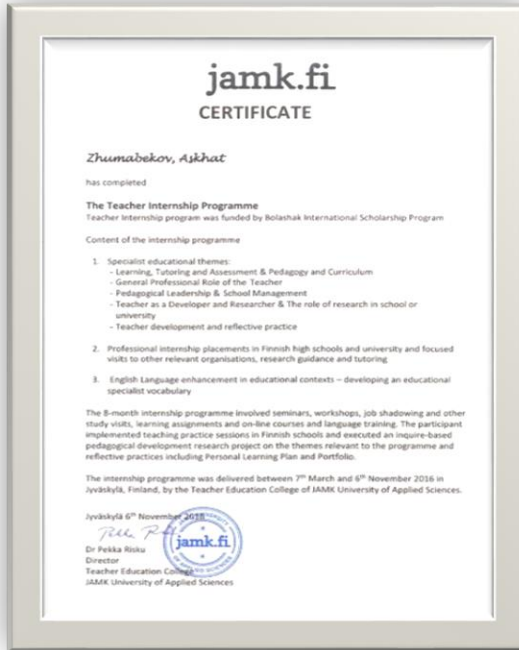 jamk.fi
CERTIFICATE
Zhumabekov, Askhat
has completed
The Teacher Internship Programme
Teacher Internship program was funded by Bolashak International Scholarship Program
Content of the internship programme
1. Specialist educational themes:
- Learning, Tutoring and Assessment & Pedagogy and Curriculum
- General Professional Role of the Teacher
- Pedagogical Leadership & School Management
- Teacher as a Developer and Researcher & The role of research in school or
university
- Teacher development and reflective practice
2. Professional internship placements in Finnish high schools and university and focused
visits to other relevant organisations, research guidance and tutoring
3. English Language enhancement in educational contexts – developing an educational
specialist vocabulary
The 8-month internship programme involved seminars, workshops, job shadowing and other
study visits, learning assignments and on-line courses and language training. The participant
implemented teaching practice sessions in Finnish schools and executed an inquire-based
pedagogical development research project on the themes relevant to the programme and
reflective practices including Personal Learning Plan and Portfolio.
The internship programme was delivered between 7th March and 6th November 2016 in
Jyväskylä, Finland, by the Teacher Education College of JAMK University of Applied Sciences.
Jyväskylä 6th November 2016
Pekka Risku
jamk.fi
Dr Pekka Risku
Director
Teacher Education College
JAMK University of Applied Sciences